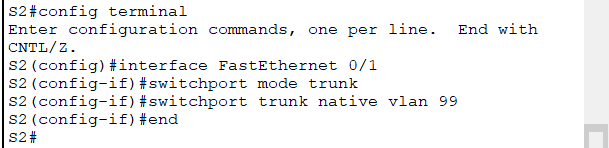 S2#config terminal
Enter configuration commands, one per line.  End with
CNTL/Z.
S2(config)#interface FastEthernet 0/1
S2(config-if)#switchport mode trunk
S2(config-if)#switchport trunk native vlan 99
S2(config-if)#end
S2#